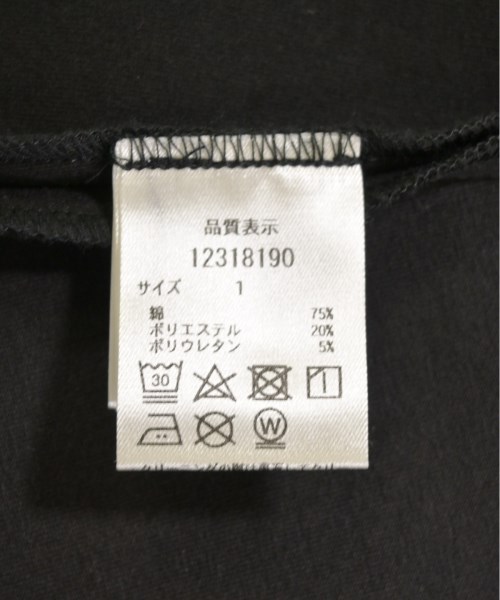 品質表示
12318190
サイズ 1
綿 75%
ポリエステル 20%
ポリウレタン 5%
30
W